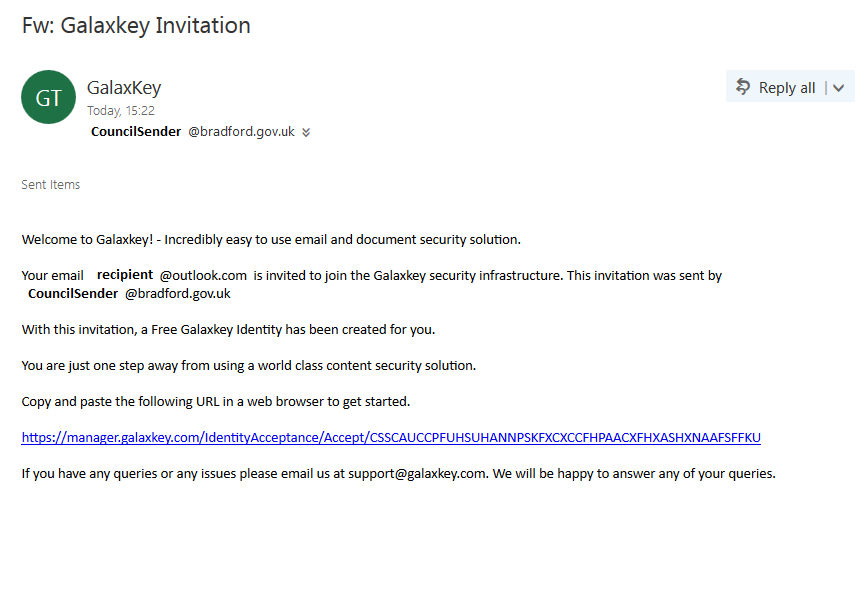 Fw: Galaxkey Invitation
GT
GalaxKey
Reply all
Today, 15:22
CouncilSender @bradford.gov.uk
Sent Items
Welcome to Galaxkey! - Incredibly easy to use email and document security solution.
Your email recipient @outlook.com is invited to join the Galaxkey security infrastructure. This invitation was sent by
CouncilSender @bradford.gov.uk
With this invitation, a Free Galaxkey Identity has been created for you.
You are just one step away from using a world class content security solution.
Copy and paste the following URL in a web browser to get started.
https://manager.galaxkey.com/IdentityAcceptance/Accept/CSSCAUCCPFUHSUHANNPSKFXCXCCFHPAACXFHXASHXNAAFSFFKU
If you have any queries or any issues please email us at support@galaxkey.com. We will be happy to answer any of your queries.